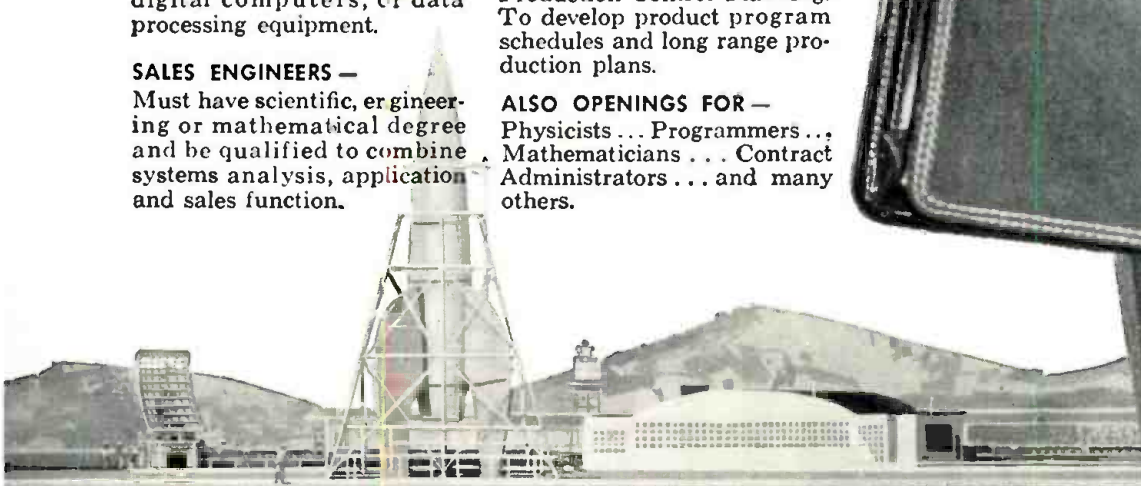 digital computers, or data
processing equipment.
SALES ENGINEERS —
Must have scientific, er gineer-
ing or mathematical degree
and be qualified to combine
systems analysis, application
and sales function.
To develop product program
schedules and long range pro-
duction plans.
ALSO OPENINGS FOR —
Physicists ... Programmers ...
Mathematicians ... Contract
Administrators ... and many
others.